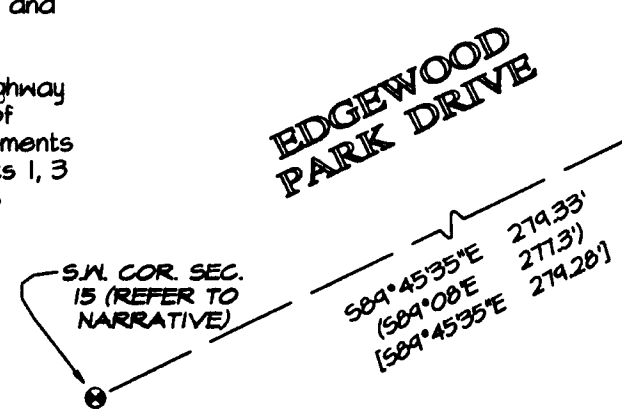 and
ghway
of
ments
s 1, 3
EDGEWOOD
PARK DRIVE
S.W. COR. SEC.
15 (REFER TO
NARRATIVE)
S89°45'35"E 279.33'
(S89°08'E 277.3')
[S89°45'35"E 279.28']